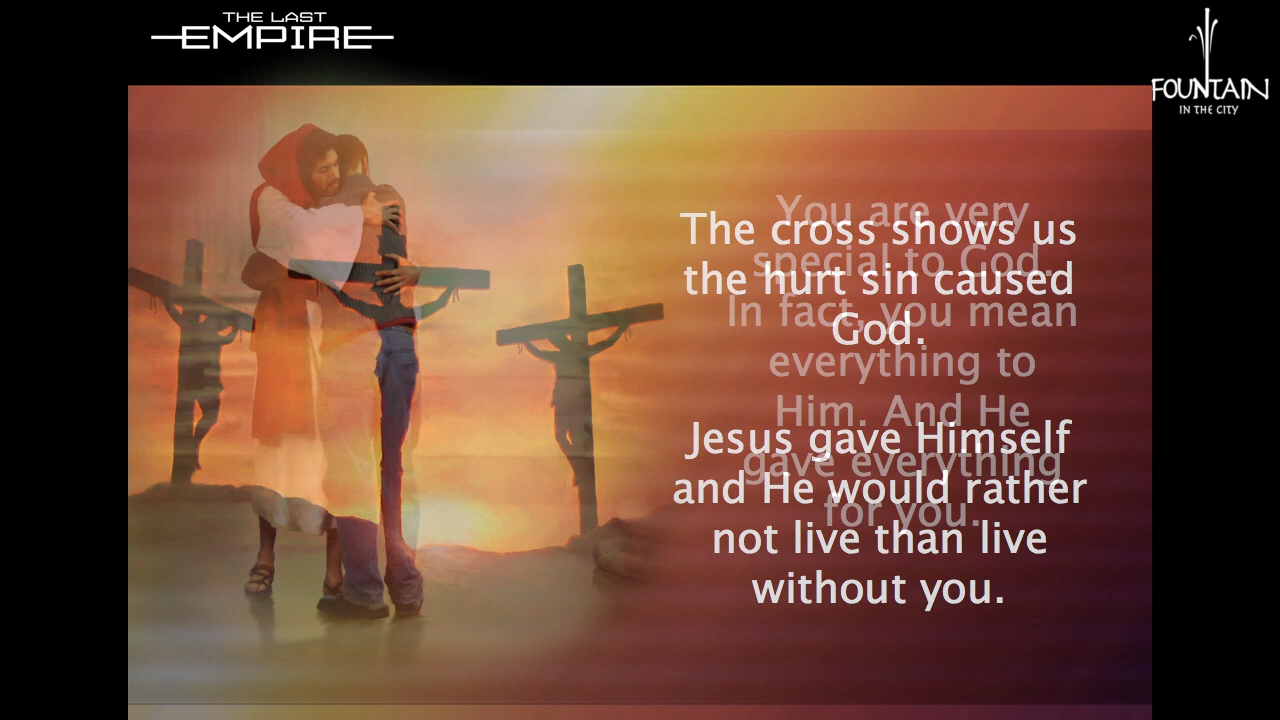 THE LAST
EMPIRE
FOUNTAIN
IN THE CITY
The cross shows us
the hurt sin caused
God.
Jesus gave Himself
and He would rather
not live than live
without you.
You are very
special to God.
In fact, you mean
everything to
Him. And He
gave everything
for you.